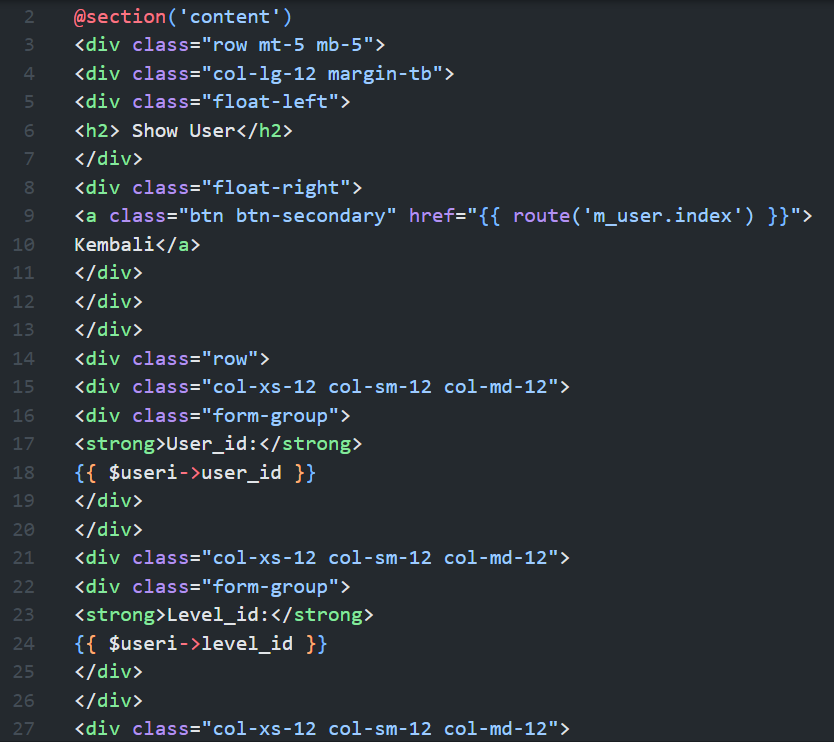 2 @section('content')
3 <div class="row mt-5 mb-5">
4 <div class="col-lg-12 margin-tb">
5 <div class="float-left">
6 <h2> Show User</h2>
7 </div>
8 <div class="float-right">
9 <a class="btn btn-secondary" href="{{ route('m_user.index') }}">
10 Kembali</a>
11 </div>
12 </div>
13 </div>
14 <div class="row">
15 <div class="col-xs-12 col-sm-12 col-md-12">
16 <div class="form-group">
17 <strong>User_id:</strong>
18 {{ $useri->user_id }}
19 </div>
20 </div>
21 <div class="col-xs-12 col-sm-12 col-md-12">
22 <div class="form-group">
23 <strong>Level_id:</strong>
24 {{ $useri->level_id }}
25 </div>
26 </div>
27 <div class="col-xs-12 col-sm-12 col-md-12">